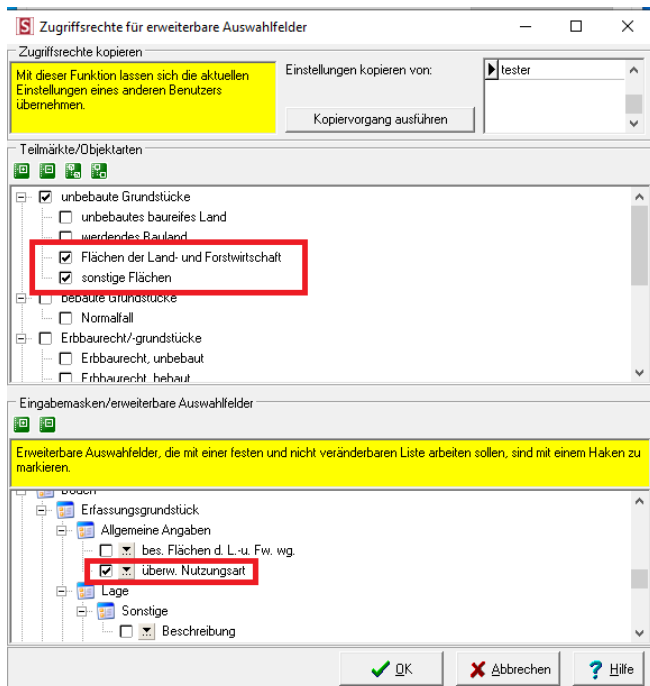 Zugriffsrechte für erweiterbare Auswahlfelder
Zugriffsrechte kopieren
Mit dieser Funktion lassen sich die aktuellen
Einstellungen eines anderen Benutzers
übernehmen.
Einstellungen kopieren von:
tester
Kopiervorgang ausführen
Teilmärkte/Objektarten
unbebaute Grundstücke
unbebautes baureifes Land
werdendes Bauland
Flächen der Land- und Forstwirtschaft
sonstige Flächen
bebaute Grundstücke
Normalfall
Erbbaurecht/-grundstücke
Erbbaurecht, unbebaut
Erbbaurecht, bebaut
Eingabemasken/erweiterbare Auswahlfelder
Erweiterbare Auswahlfelder, die mit einer festen und nicht veränderbaren Liste arbeiten sollen, sind mit einem Haken zu
markieren.
Boden
Erfassungsgrundstück
Allgemeine Angaben
bes. Flächen d. L.-u. Fw. wg.
überw. Nutzungsart
Lage
Sonstige
Beschreibung
OK
Abbrechen
Hilfe